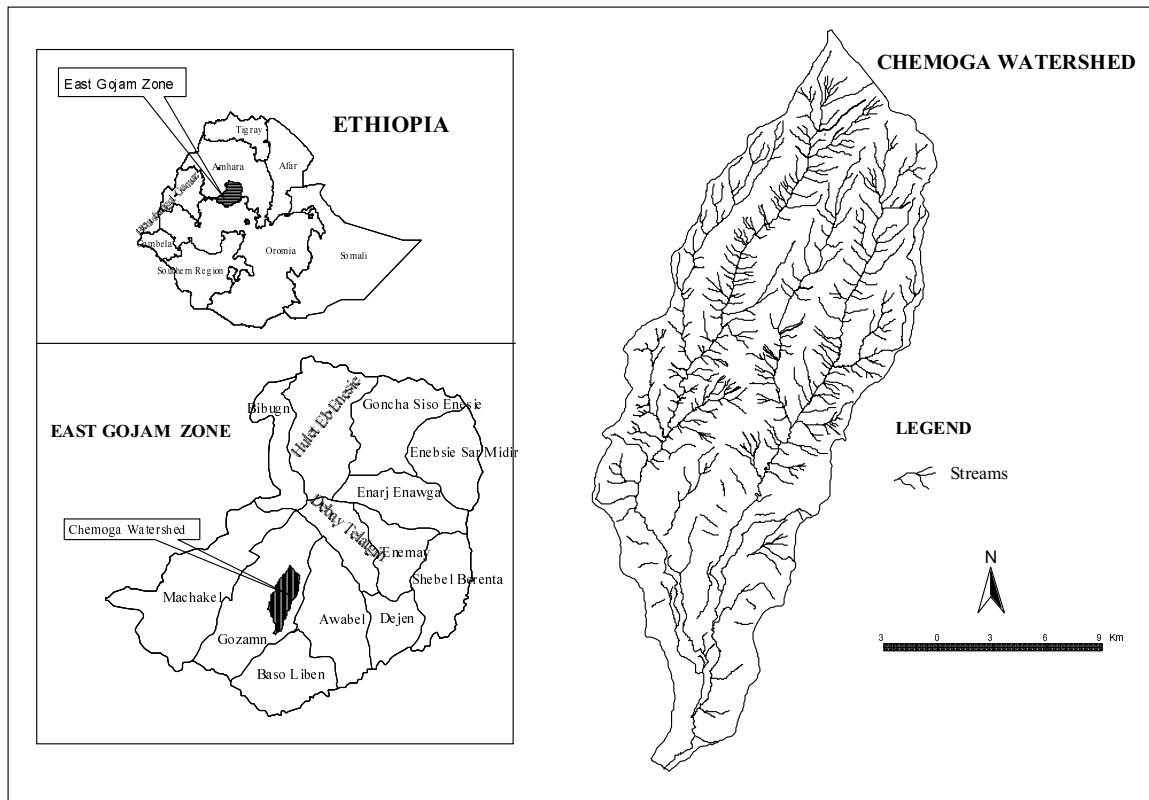 East Gojam Zone
ETHIOPIA
Tigray
Amhara
Afar
Oromia
Somali
Southern Region
EAST GOJAM ZONE
Bibugn
Hulet Eb Enesie
Goncha Siso Enesie
Enebsie Sar Midir
Enarj Enawga
Debay Telatgn
Enemay
Shebel Berenta
Chemoga Watershed
Machakel
Gozamn
Awabel
Dejen
Baso Liben
CHEMOGA WATERSHED
LEGEND
Streams
N
3 0 3 6 9 Km